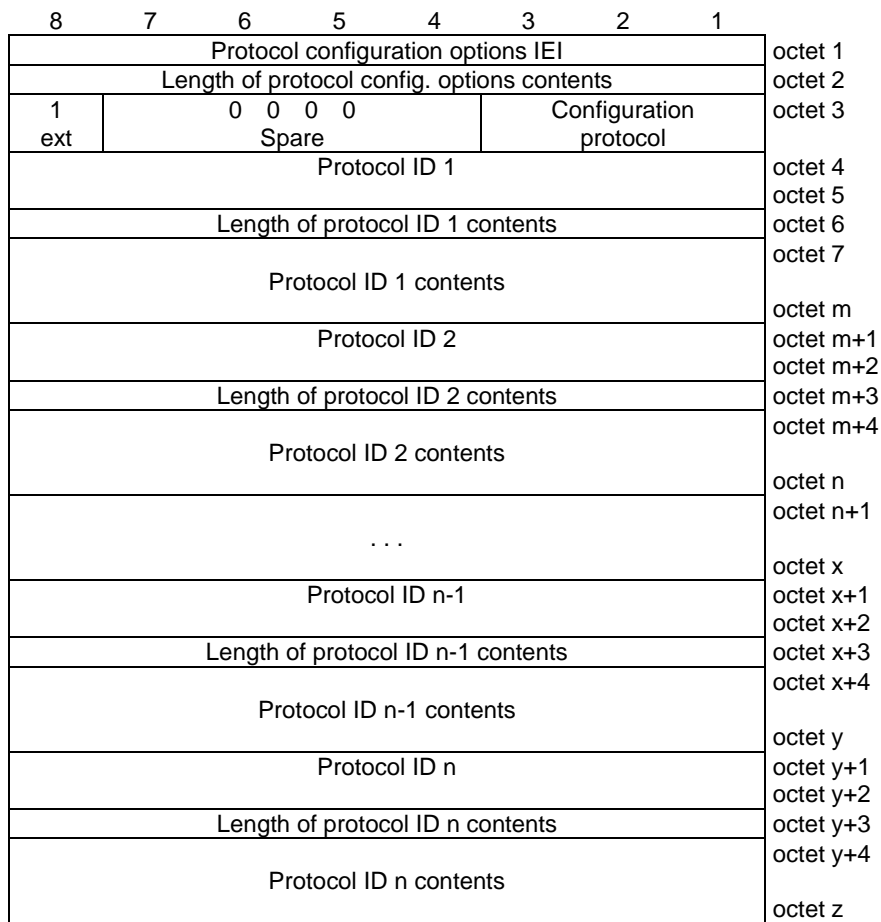 8 7 6 5 4 3 2 1
Protocol configuration options IEI octet 1
Length of protocol config. options contents octet 2
1 0 0 0 0 Configuration octet 3
ext Spare protocol
Protocol ID 1 octet 4
octet 5
Length of protocol ID 1 contents octet 6
octet 7
Protocol ID 1 contents
octet m
Protocol ID 2 octet m+1
octet m+2
Length of protocol ID 2 contents octet m+3
octet m+4
Protocol ID 2 contents
octet n
octet n+1
. . .
octet x
Protocol ID n-1 octet x+1
octet x+2
Length of protocol ID n-1 contents octet x+3
octet x+4
Protocol ID n-1 contents
octet y
Protocol ID n octet y+1
octet y+2
Length of protocol ID n contents octet y+3
octet y+4
Protocol ID n contents
octet z